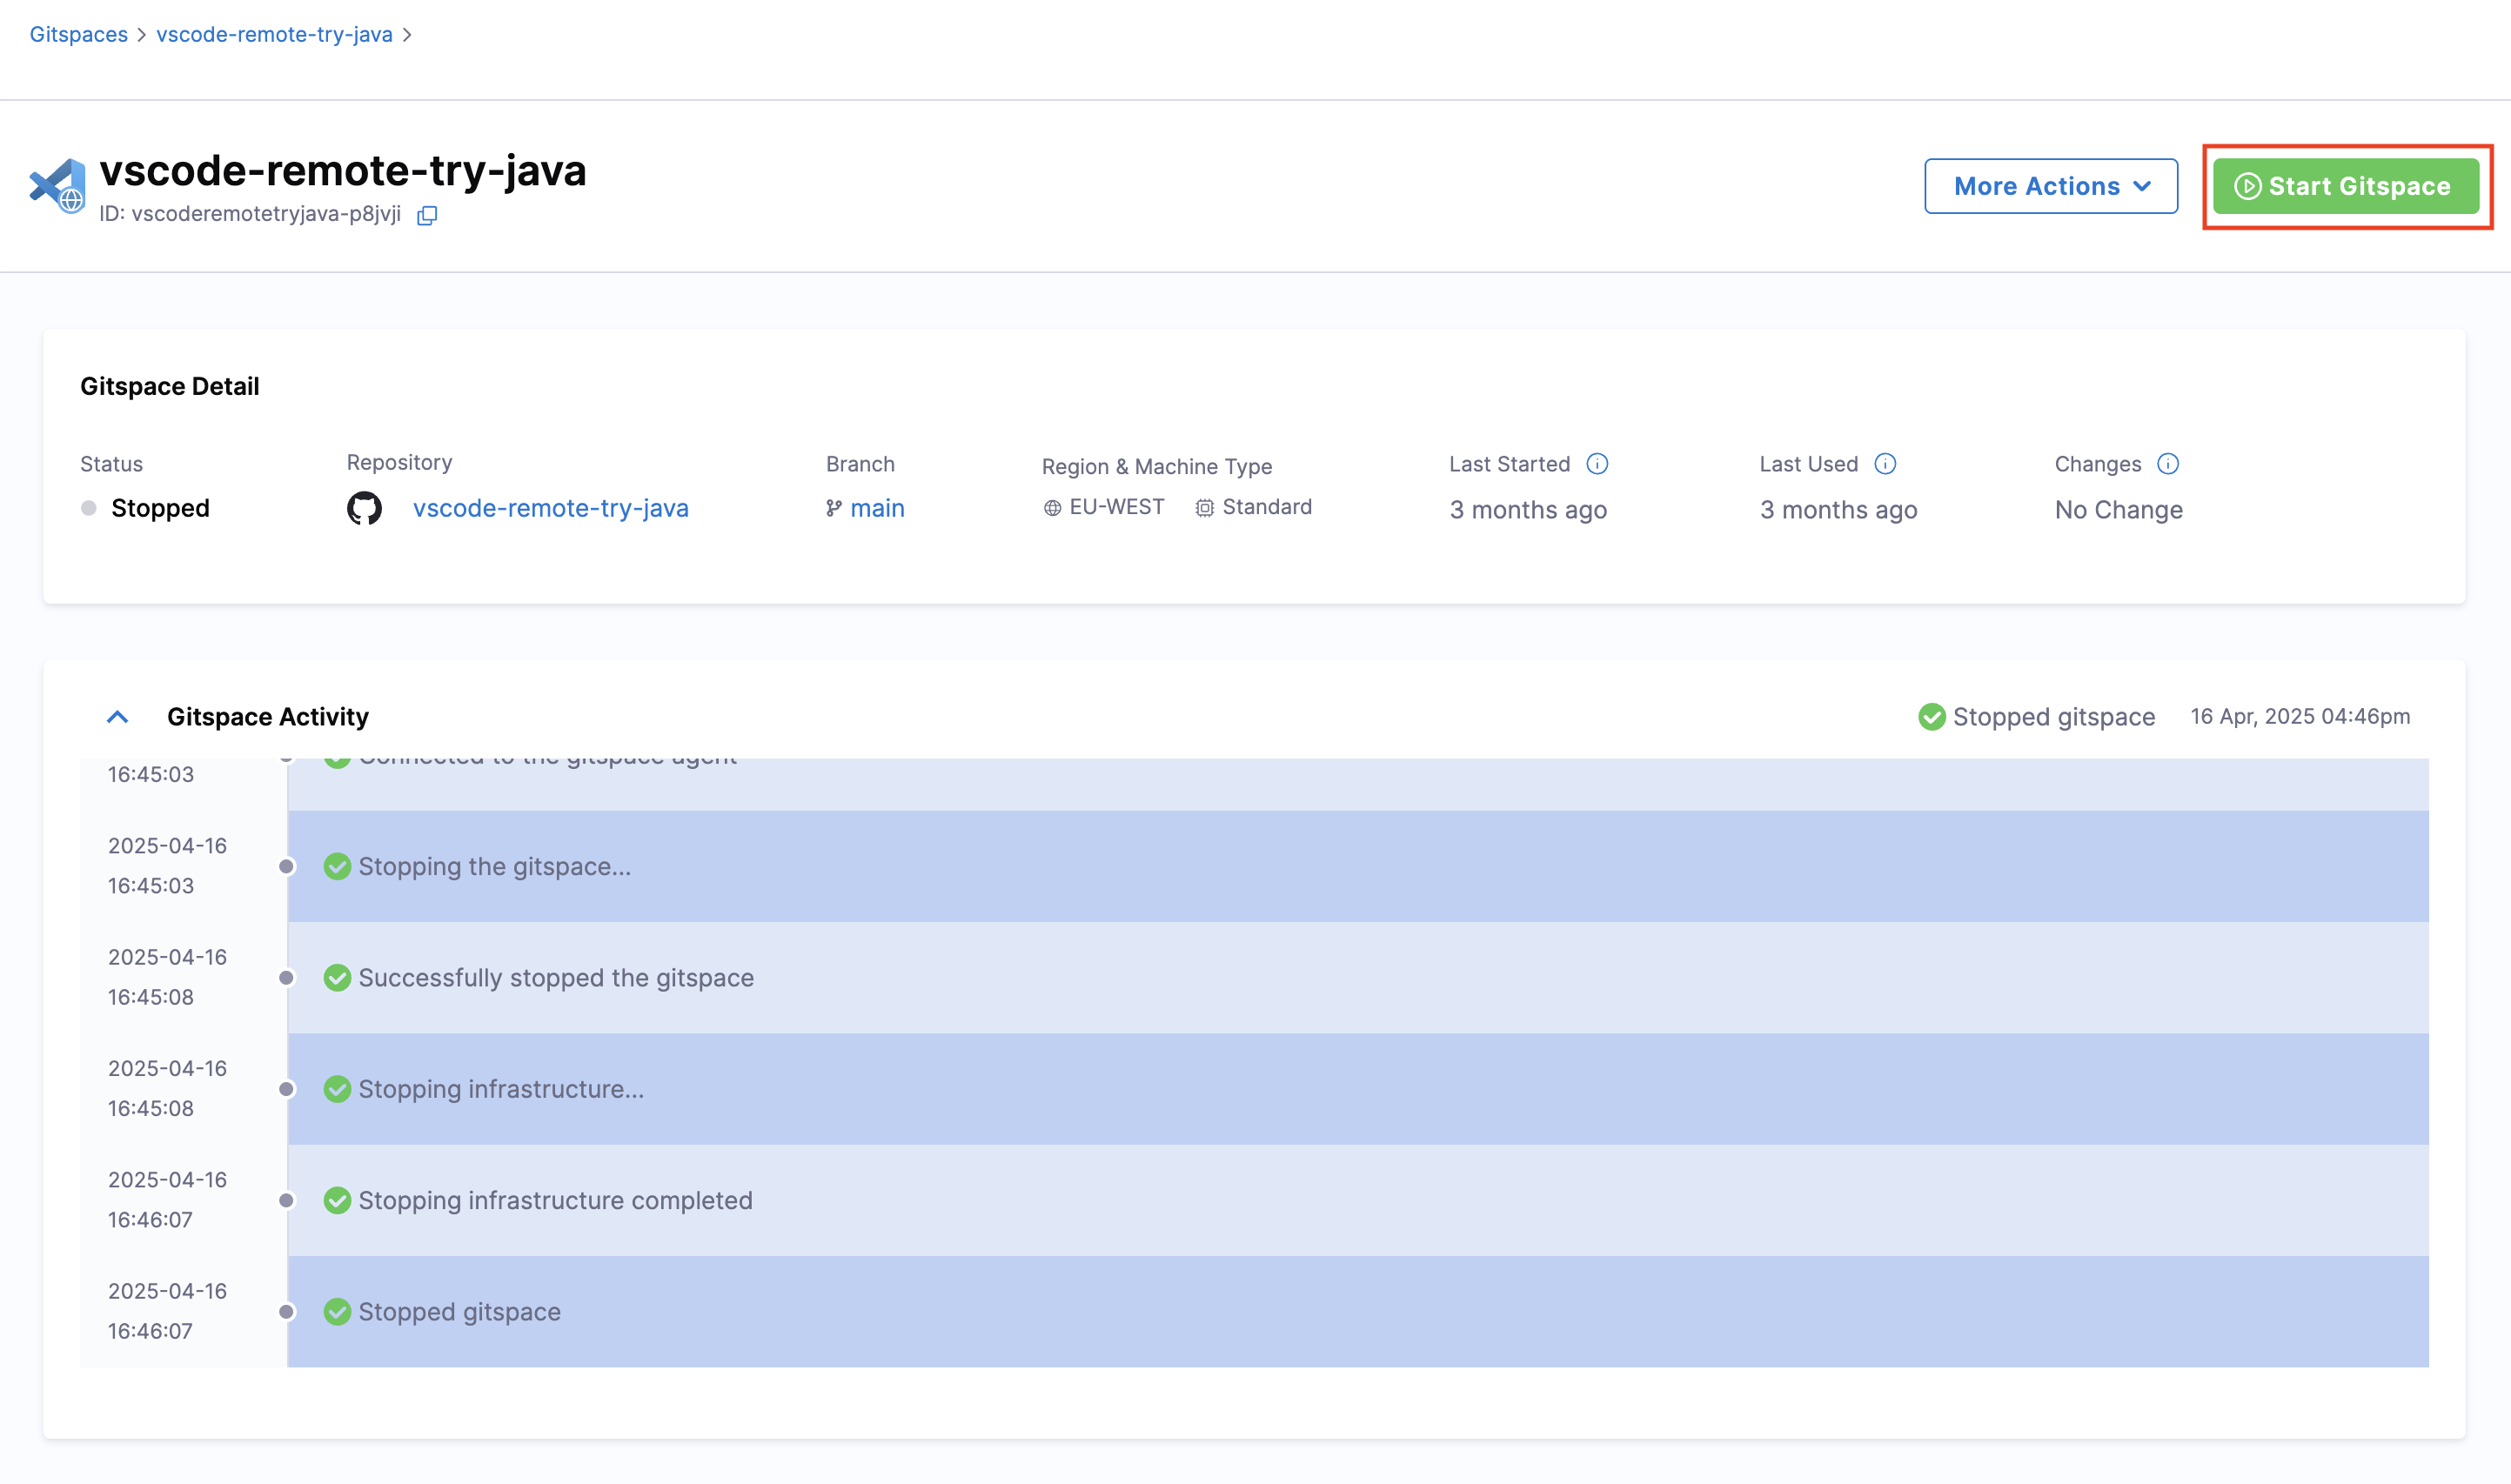 Gitspaces > vscode-remote-try-java >
vscode-remote-try-java
ID: vscoderemotetryjava-p8jvji
More Actions
Start Gitspace
Gitspace Detail
Status
Repository
Branch
Region & Machine Type
Last Started
Last Used
Changes
Stopped
vscode-remote-try-java
main
EU-WEST
Standard
3 months ago
3 months ago
No Change
Gitspace Activity
Stopped gitspace
16 Apr, 2025 04:46pm
Connected to the gitspace agent
16:45:03
2025-04-16
16:45:03
Stopping the gitspace...
2025-04-16
16:45:08
Successfully stopped the gitspace
2025-04-16
16:45:08
Stopping infrastructure...
2025-04-16
16:46:07
Stopping infrastructure completed
2025-04-16
16:46:07
Stopped gitspace